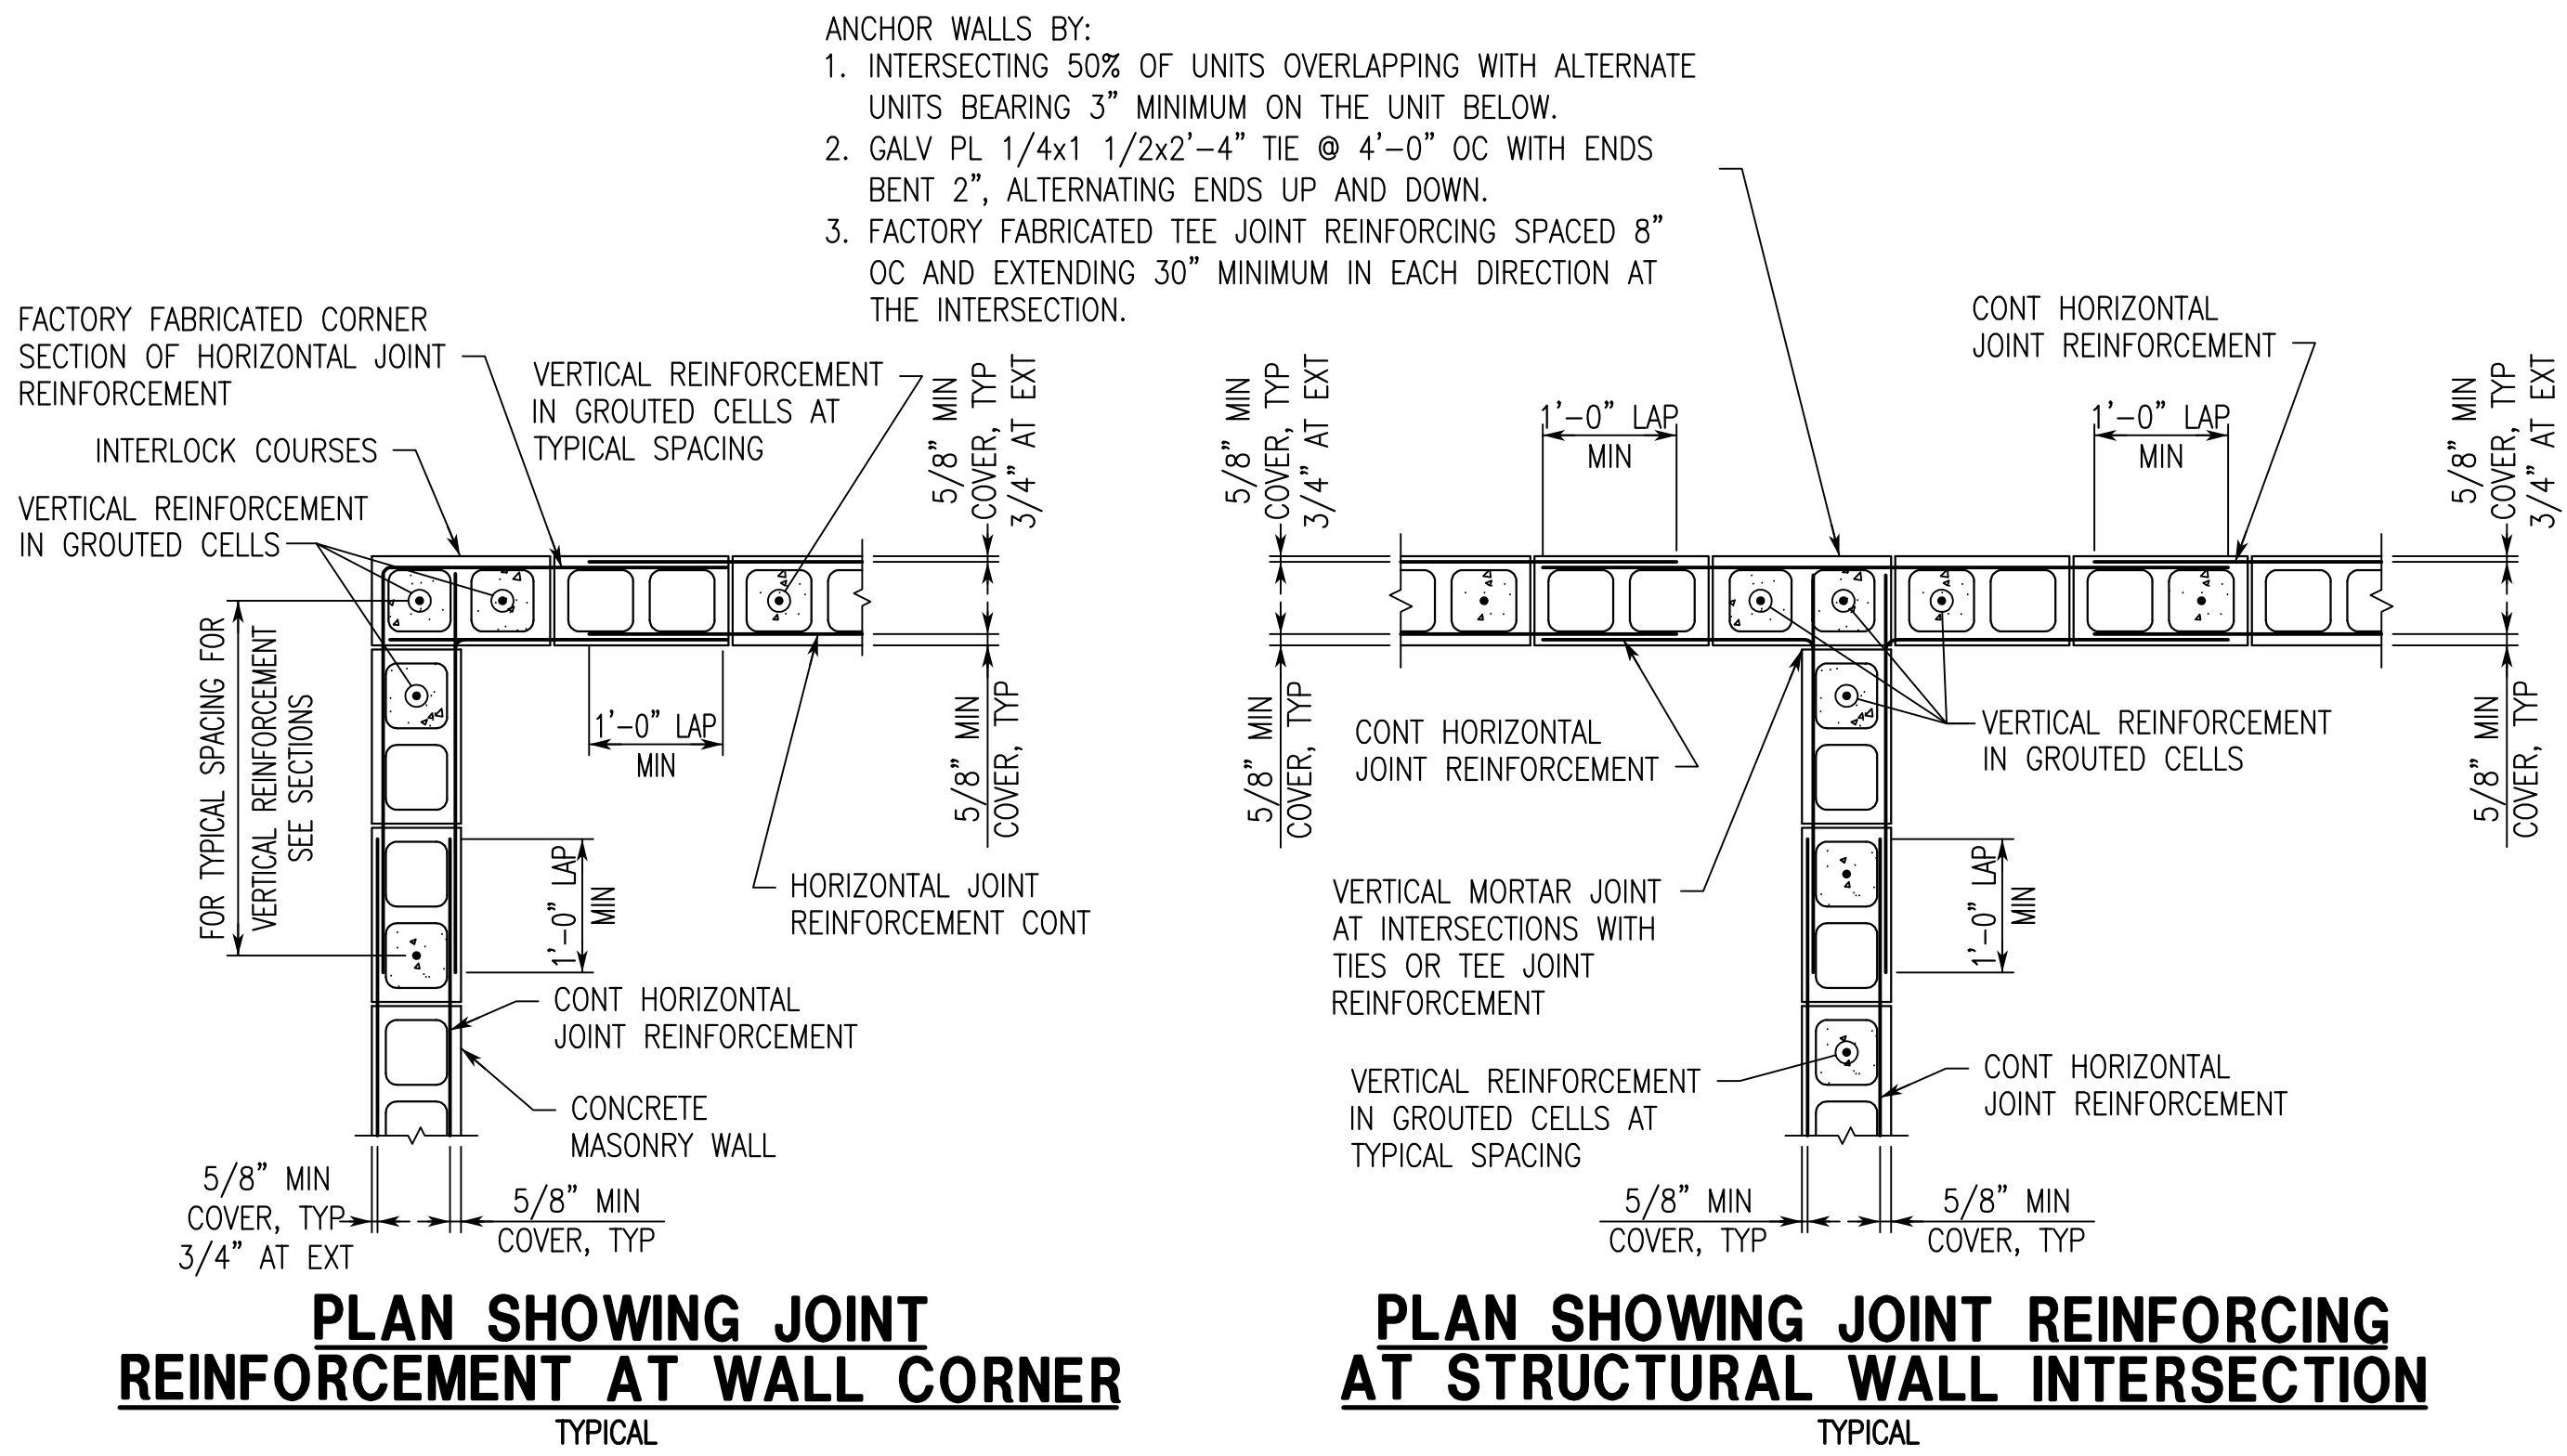 ANCHOR WALLS BY:
1. INTERSECTING 50% OF UNITS OVERLAPPING WITH ALTERNATE
UNITS BEARING 3” MINIMUM ON THE UNIT BELOW.
2. GALV PL 1/4x1 1/2x2'-4” TIE @ 4'-0” OC WITH ENDS
BENT 2”, ALTERNATING ENDS UP AND DOWN.
3. FACTORY FABRICATED TEE JOINT REINFORCING SPACED 8”
OC AND EXTENDING 30” MINIMUM IN EACH DIRECTION AT
THE INTERSECTION.
FACTORY FABRICATED CORNER
SECTION OF HORIZONTAL JOINT
REINFORCEMENT
INTERLOCK COURSES
VERTICAL REINFORCEMENT
IN GROUTED CELLS
VERTICAL REINFORCEMENT
IN GROUTED CELLS AT
TYPICAL SPACING
5/8” MIN
COVER, TYP
3/4” AT EXT
FOR TYPICAL SPACING FOR
VERTICAL REINFORCEMENT
SEE SECTIONS
1'-0” LAP
MIN
5/8” MIN
COVER, TYP
1'-0” LAP
MIN
HORIZONTAL JOINT
REINFORCEMENT CONT
CONT HORIZONTAL
JOINT REINFORCEMENT
CONCRETE
MASONRY WALL
5/8” MIN
COVER, TYP
3/4” AT EXT
5/8” MIN
COVER, TYP
PLAN SHOWING JOINT
REINFORCEMENT AT WALL CORNER
TYPICAL
5/8” MIN
COVER, TYP
3/4” AT EXT
1'-0” LAP
MIN
CONT HORIZONTAL
JOINT REINFORCEMENT
1'-0” LAP
MIN
5/8” MIN
COVER, TYP
3/4” AT EXT
5/8” MIN
COVER, TYP
CONT HORIZONTAL
JOINT REINFORCEMENT
VERTICAL REINFORCEMENT
IN GROUTED CELLS
5/8” MIN
COVER, TYP
VERTICAL MORTAR JOINT
AT INTERSECTIONS WITH
TIES OR TEE JOINT
REINFORCEMENT
1'-0” LAP
MIN
VERTICAL REINFORCEMENT
IN GROUTED CELLS AT
TYPICAL SPACING
CONT HORIZONTAL
JOINT REINFORCEMENT
5/8” MIN
COVER, TYP
5/8” MIN
COVER, TYP
PLAN SHOWING JOINT REINFORCING
AT STRUCTURAL WALL INTERSECTION
TYPICAL